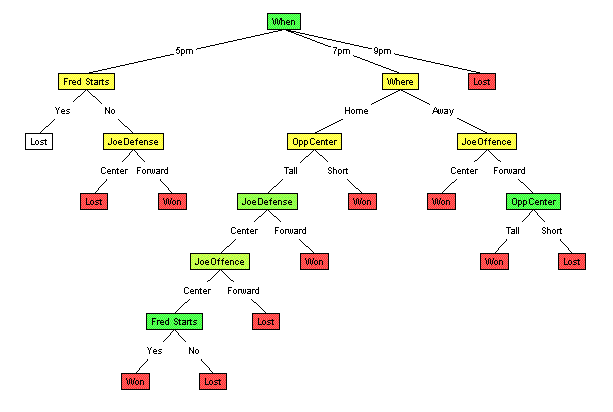 When
5pm 7pm 9pm
Fred Starts Where Lost
Yes No Home Away
Lost JoeDefense OppCenter JoeOffence
Center Forward Tall Short Center Forward
Lost Won JoeDefense Won Won OppCenter
Center Forward Tall Short
JoeOffence Won Won Lost
Center Forward
Fred Starts Lost
Yes No
Won Lost